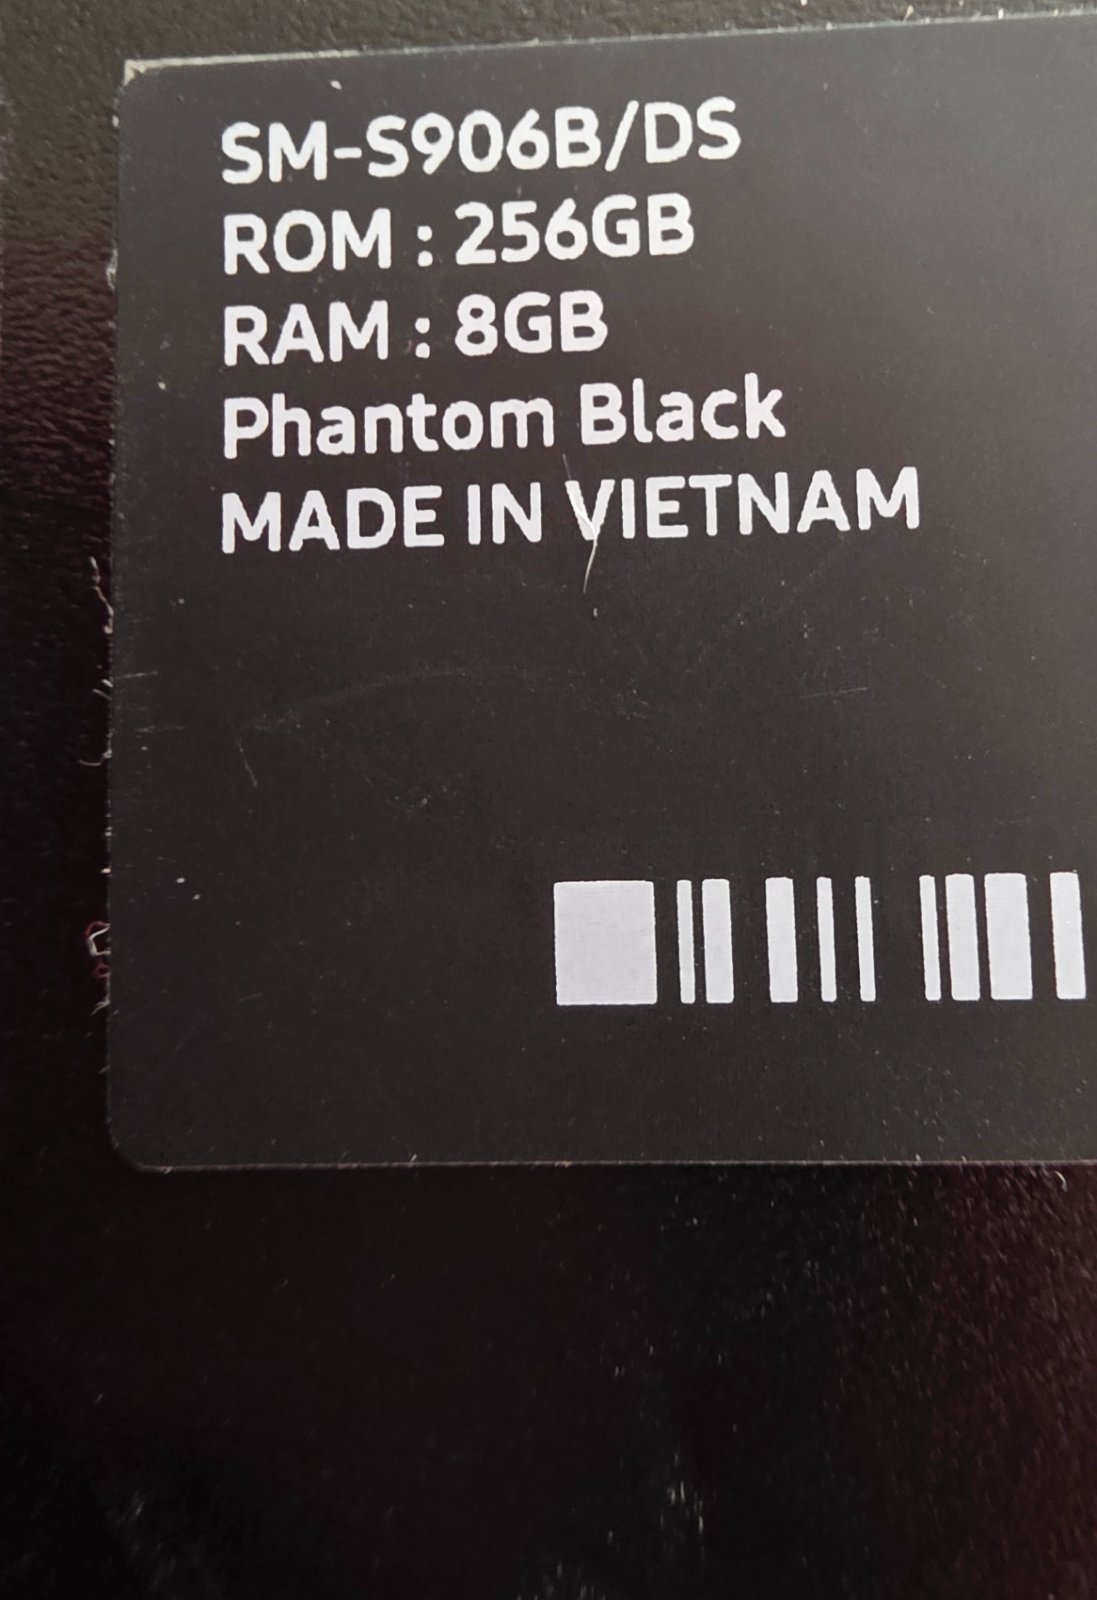 SM-S906B/DS
ROM : 256GB
RAM : 8GB
Phantom Black
MADE IN VIETNAM